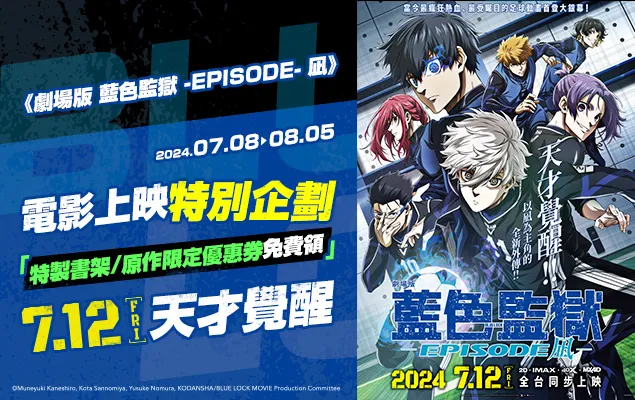 《劇場版 藍色監獄 -EPISODE- 凪》
2024.07.08▶08.05
電影上映特別企劃
「特製書架/原作限定優惠券免費領」
7.12 [FRI] 天才覺醒
©Muneyuki Kaneshiro, Kota Sannomiya, Yusuke Nomura, KODANSHA/BLUE LOCK MOVIE Production Committee
當今最瘋狂熱血、最受矚目的足球動畫首登大銀幕!
天才覺醒!!
以凪為主角的
全新外傳!!
劇場版
藍色監獄
-EPISODE 凪-
2024 7.12 [FRI] 2D·IMAX·4DX·MX4D
全台同步上映